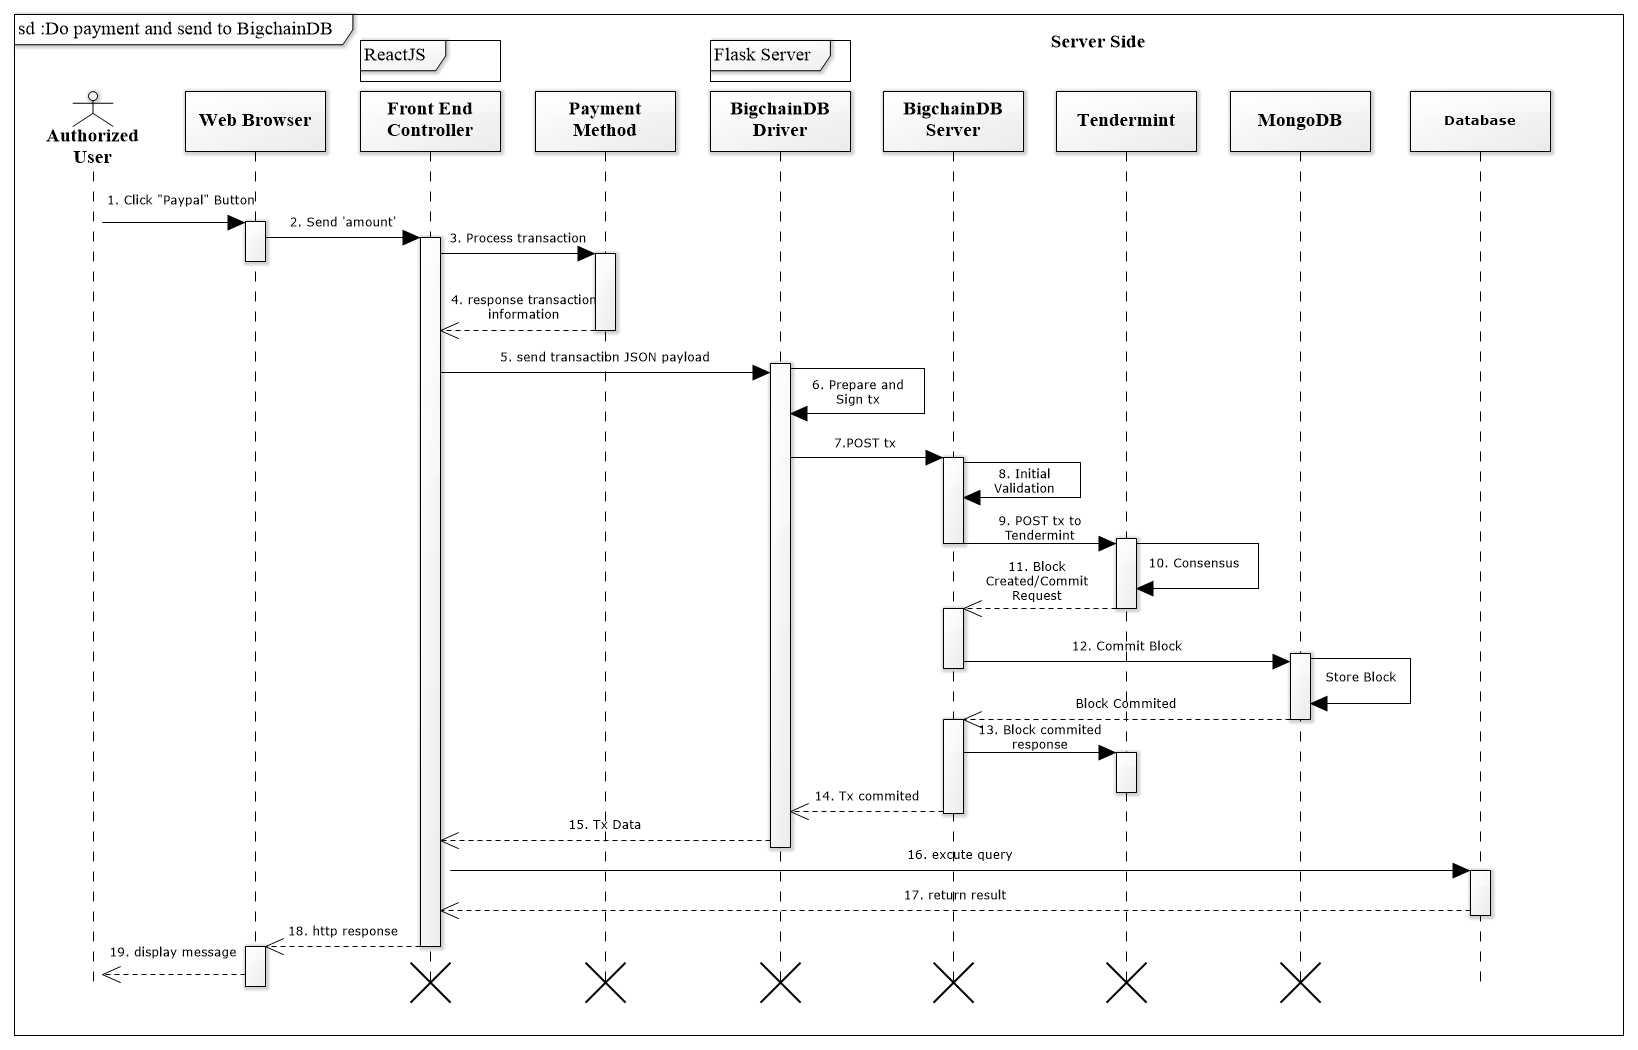 sd :Do payment and send to BigchainDB
ReactJS
Flask Server
Server Side
Authorized
User
Web Browser
Front End
Controller
Payment
Method
BigchainDB
Driver
BigchainDB
Server
Tendermint
MongoDB
Database
1. Click "Paypal" Button
2. Send 'amount'
3. Process transaction
4. response transaction
information
5. send transaction JSON payload
6. Prepare and
Sign tx
7.POST tx
8. Initial
Validation
9. POST tx to
Tendermint
10. Consensus
11. Block
Created/Commit
Request
12. Commit Block
Store Block
Block Commited
13. Block commited
response
14. Tx commited
15. Tx Data
16. excute query
17. return result
18. http response
19. display message